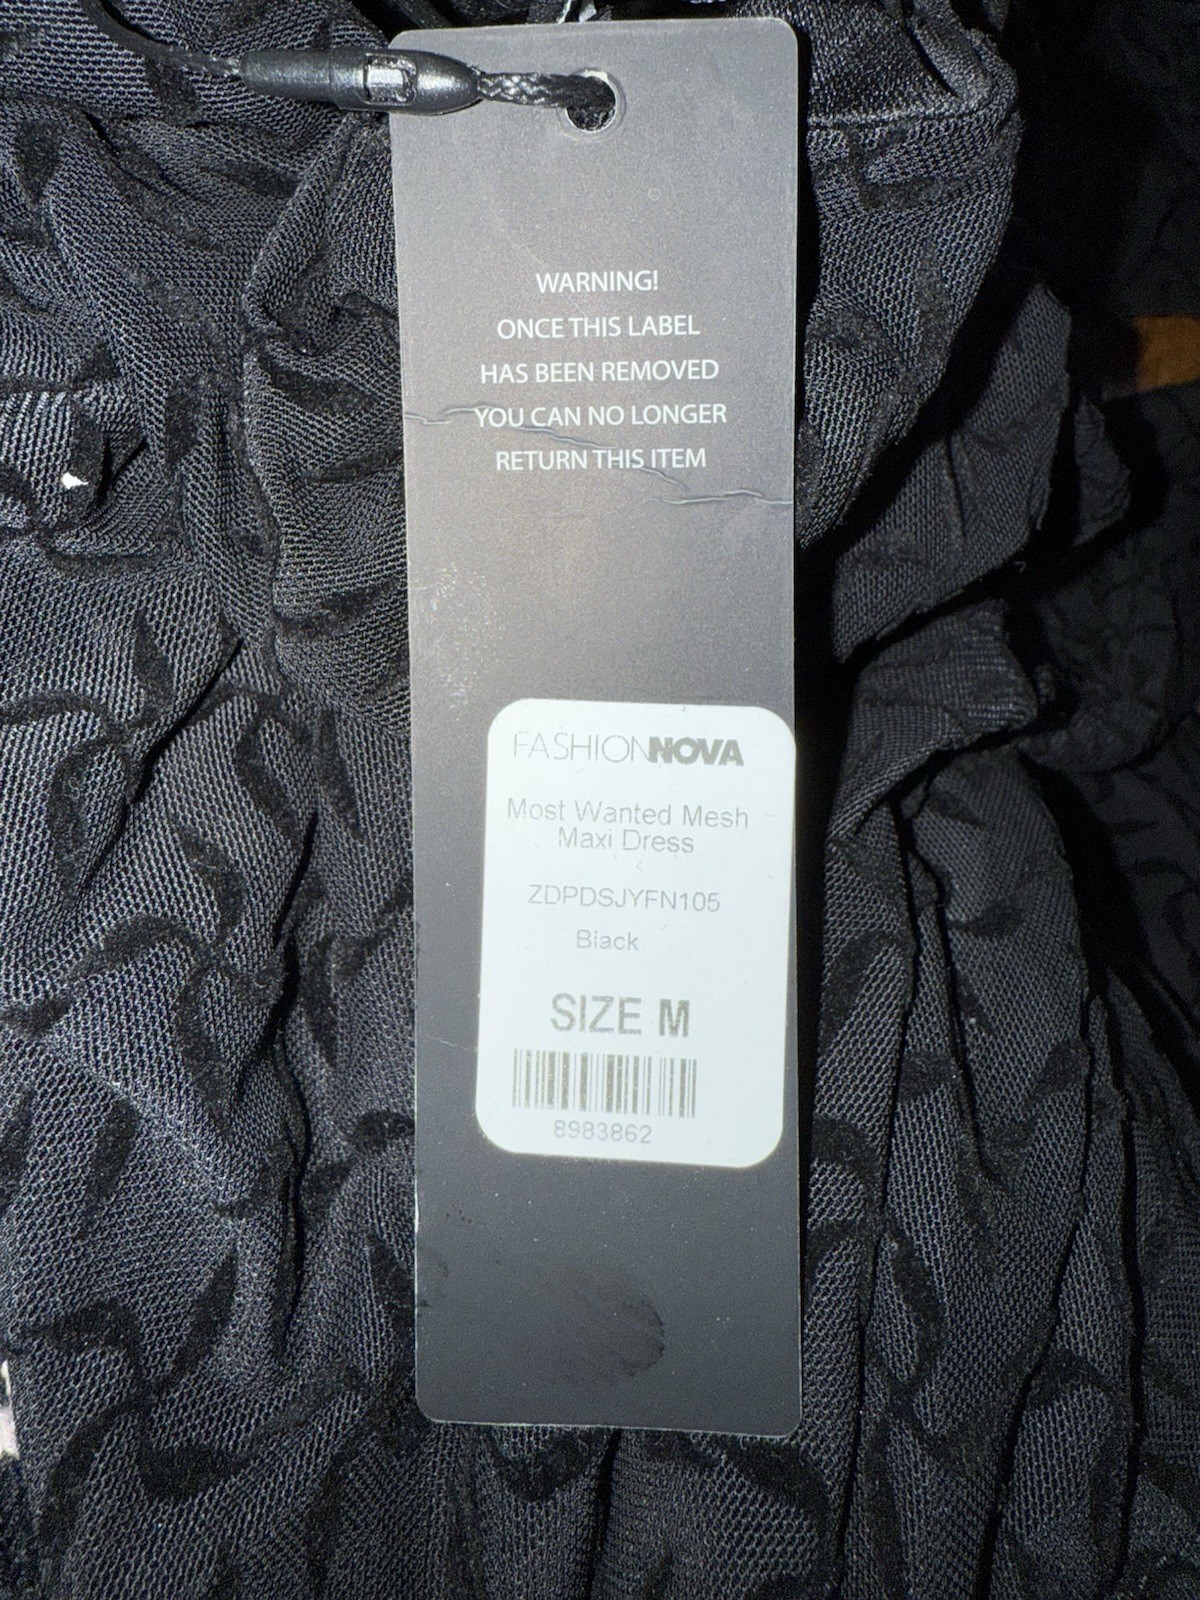 WARNING!
ONCE THIS LABEL
HAS BEEN REMOVED
YOU CAN NO LONGER
RETURN THIS ITEM
FASHIONNOVA
Most Wanted Mesh
Maxi Dress
ZDPDSJYFN105
Black
SIZE M
8983862